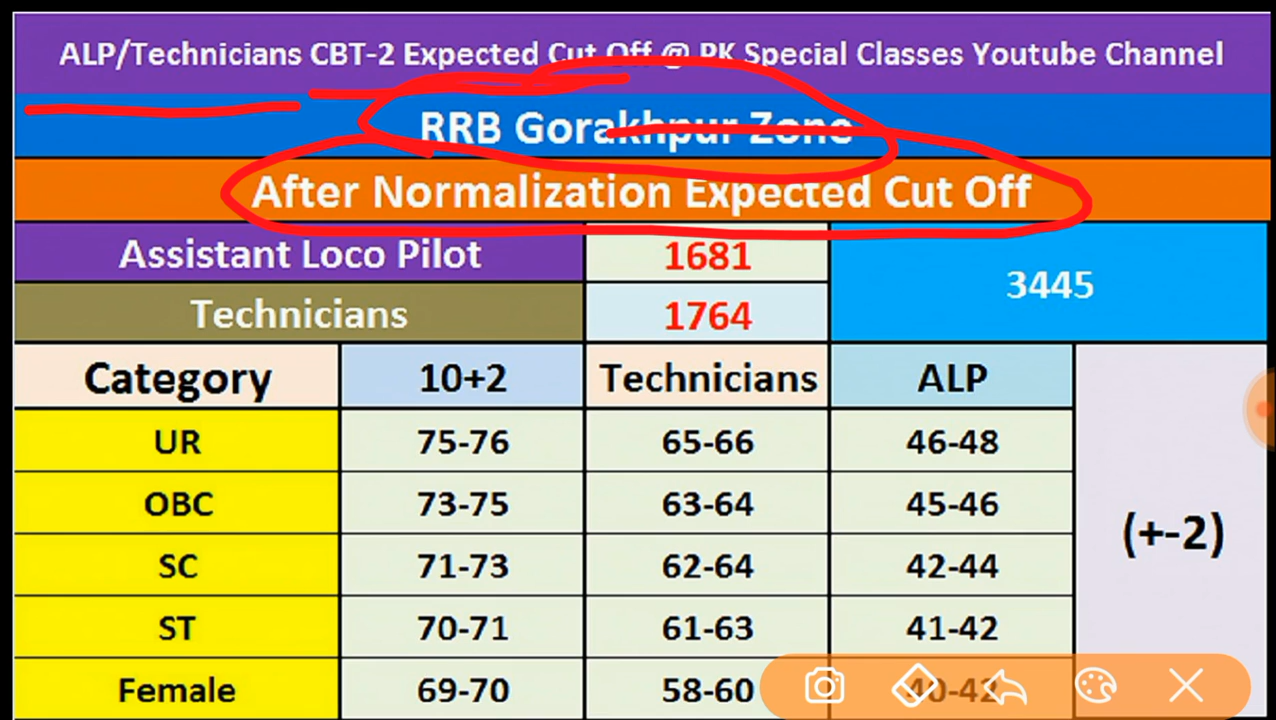 ALP/Technicians CBT-2 Expected Cut Off @ PK Special Classes Youtube Channel
RRB Gorakhpur Zone
After Normalization Expected Cut Off
Assistant Loco Pilot 1681 3445
Technicians 1764
Category 10+2 Technicians ALP
UR 75-76 65-66 46-48
OBC 73-75 63-64 45-46
(+-2)
SC 71-73 62-64 42-44
ST 70-71 61-63 41-42
Female 69-70 58-60 40-42